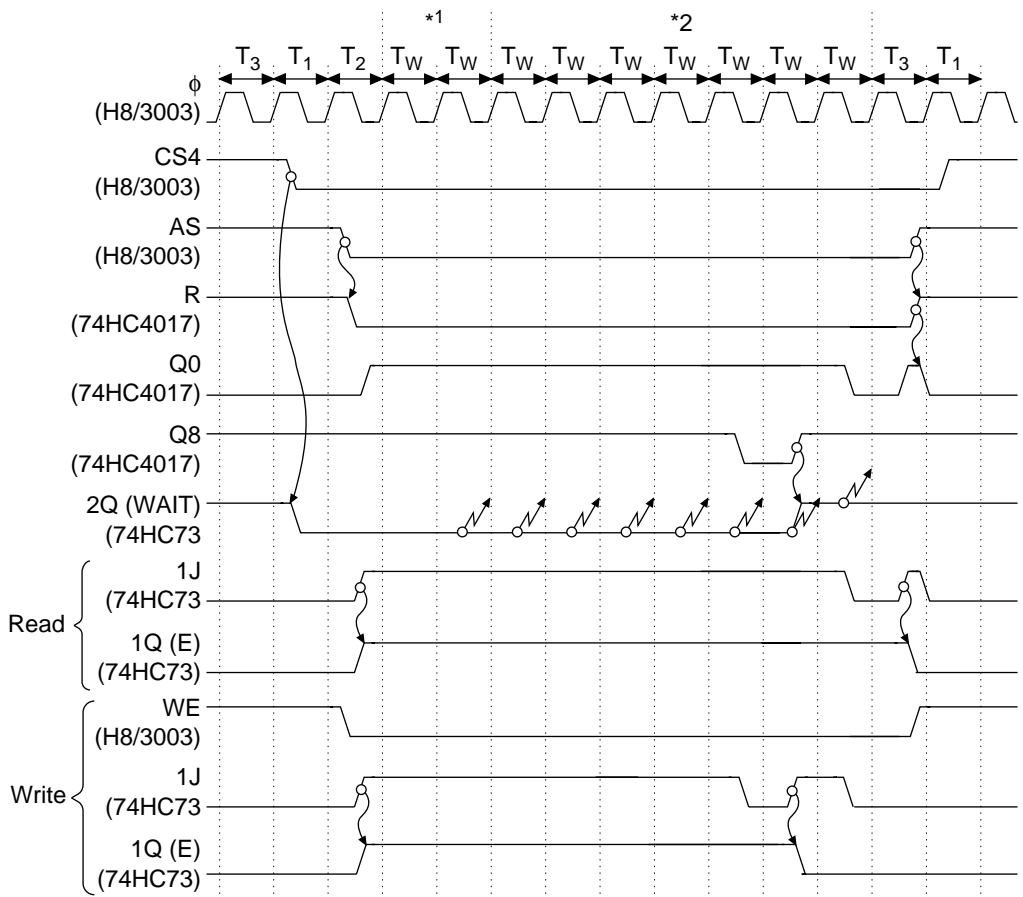 *1 *2
T3 T1 T2 TW TW TW TW TW TW TW TW TW T3 T1
ϕ
(H8/3003)
CS4
(H8/3003)
AS
(H8/3003)
R
(74HC4017)
Q0
(74HC4017)
Q8
(74HC4017)
2Q (WAIT)
(74HC73
Read
1J
(74HC73
1Q (E)
(74HC73)
Write
WE
(H8/3003)
1J
(74HC73
1Q (E)
(74HC73)